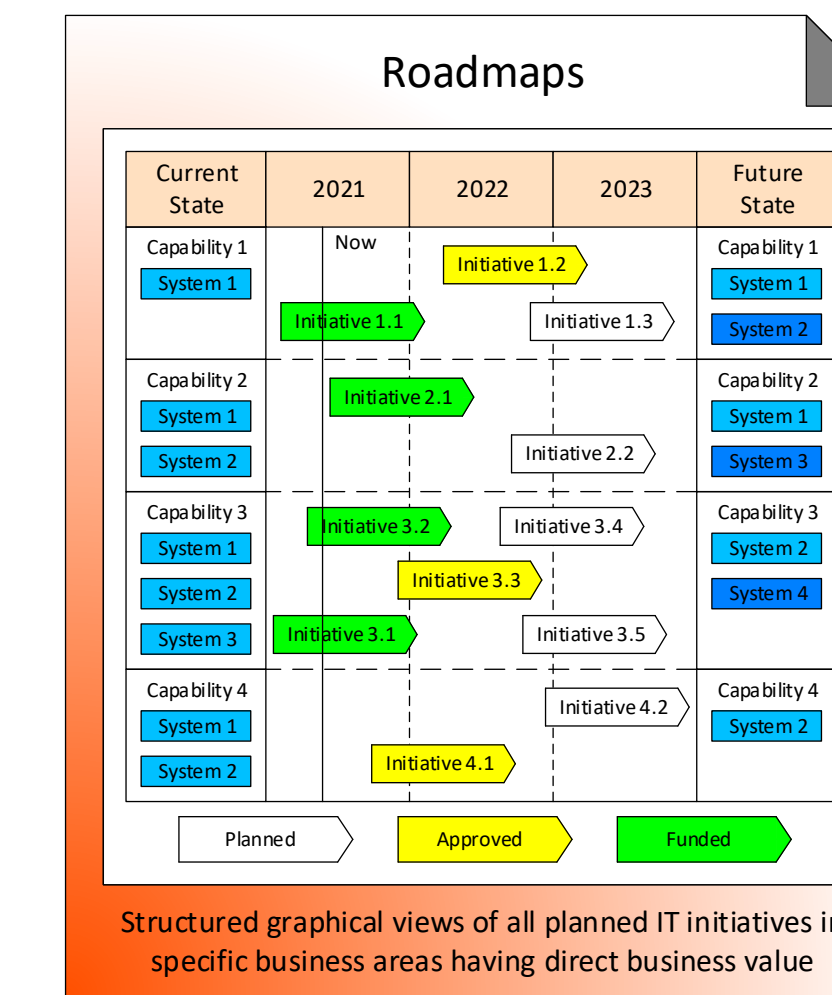 Roadmaps
Current
State
2021
2022
2023
Future
State
Capability 1
System 1
Now
Initiative 1.2
Initiative 1.1
Initiative 1.3
Capability 1
System 1
System 2
Capability 2
System 1
System 2
Initiative 2.1
Initiative 2.2
Capability 2
System 1
System 3
Capability 3
System 1
System 2
System 3
Initiative 3.2
Initiative 3.4
Initiative 3.3
Initiative 3.1
Initiative 3.5
Capability 3
System 2
System 4
Capability 4
System 1
System 2
Initiative 4.2
Initiative 4.1
Capability 4
System 2
Planned
Approved
Funded
Structured graphical views of all planned IT initiatives
specific business areas having direct business value